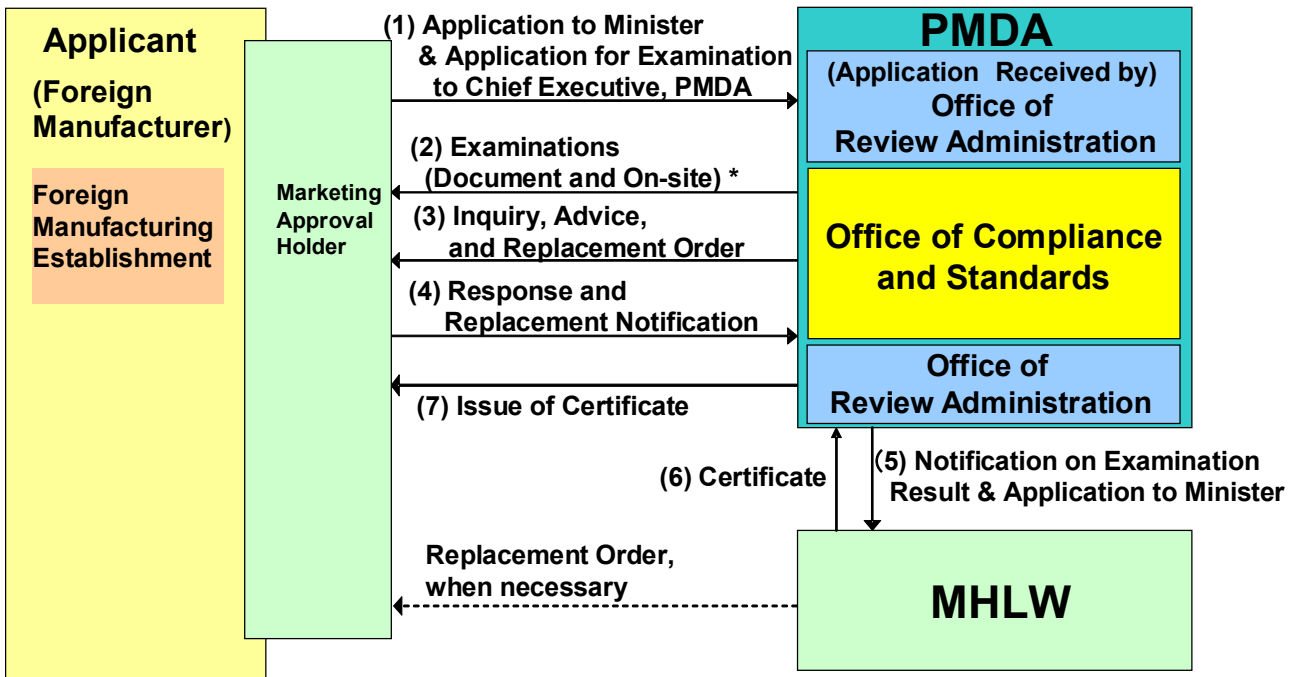 Applicant
(Foreign
Manufacturer)
Foreign
Manufacturing
Establishment
Marketing
Approval
Holder
(1) Application to Minister
& Application for Examination
to Chief Executive, PMDA
(2) Examinations
(Document and On-site) *
(3) Inquiry, Advice,
and Replacement Order
(4) Response and
Replacement Notification
(7) Issue of Certificate
PMDA
(Application Received by)
Office of
Review Administration
Office of Compliance
and Standards
Office of
Review Administration
(6) Certificate
(5) Notification on Examination
Result & Application to Minister
Replacement Order,
when necessary
MHLW